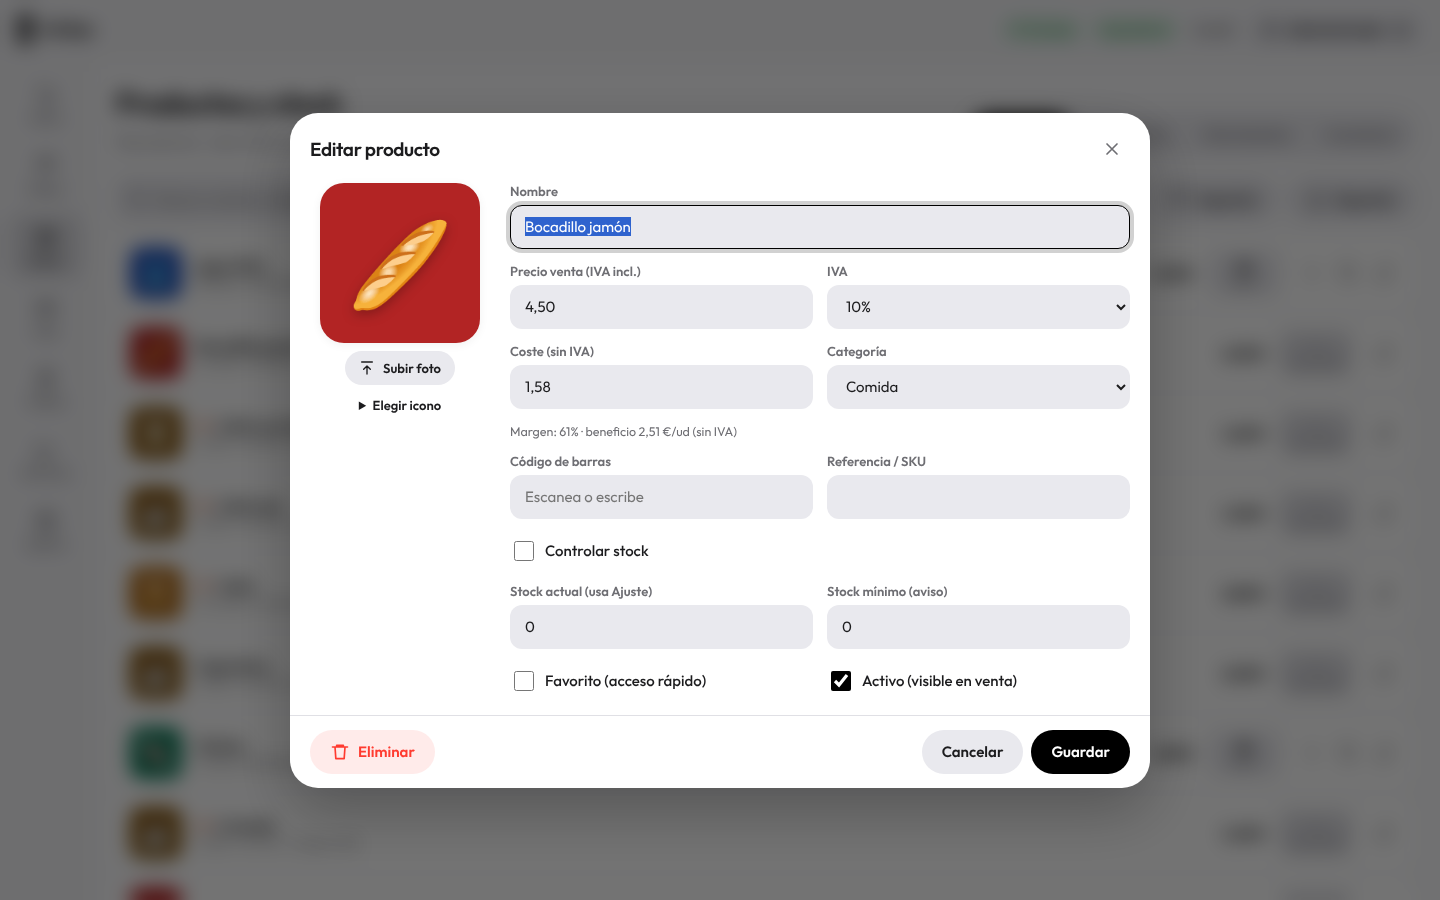 Editar producto
Nombre
Bocadillo jamón
Precio venta (IVA incl.)
IVA
4,50
10%
Coste (sin IVA)
Categoría
1,58
Comida
Subir foto
Elegir icono
Margen: 61% · beneficio 2,51 €/ud (sin IVA)
Código de barras
Referencia / SKU
Escanea o escribe
Controlar stock
Stock actual (usa Ajuste)
Stock mínimo (aviso)
0
0
Favorito (acceso rápido)
Activo (visible en venta)
Eliminar
Cancelar
Guardar